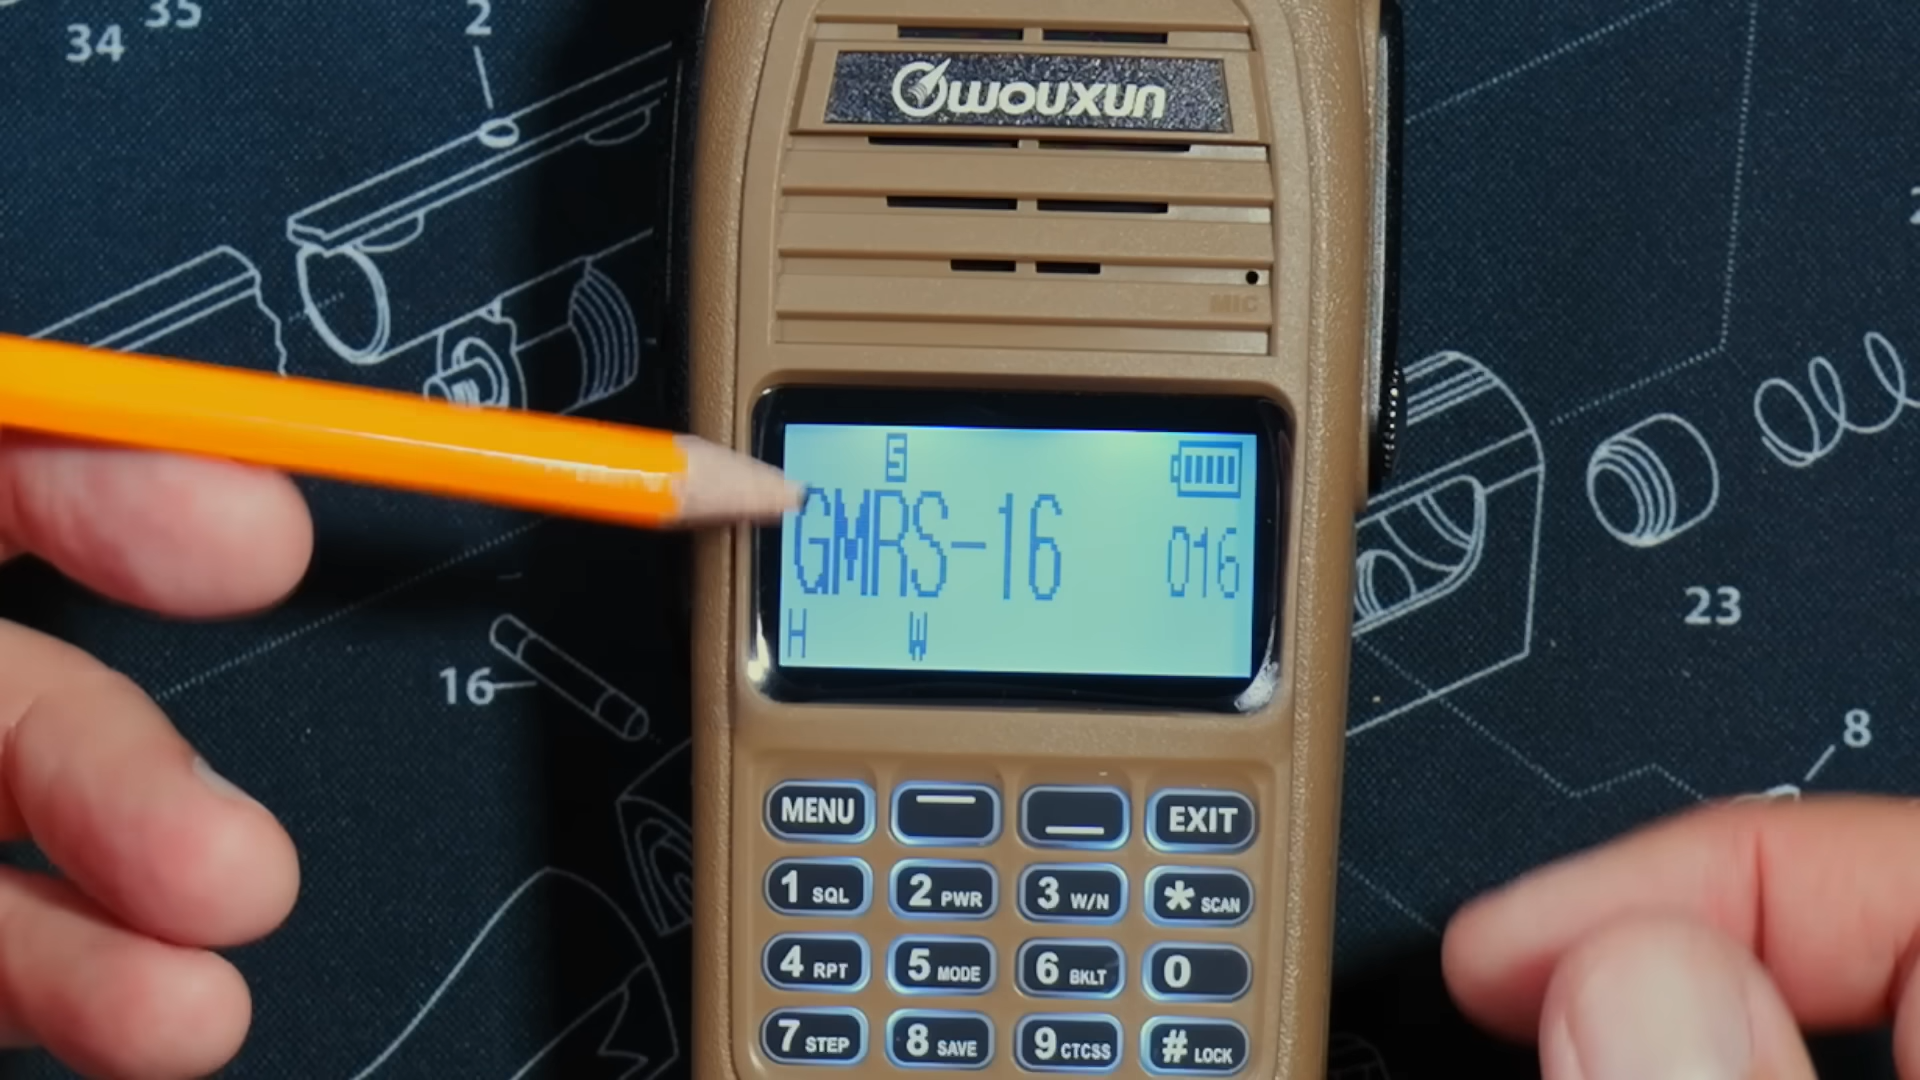 34
35
2
wouxun
MIC
S
GMRS-16
016
H W
16
23
8
MENU
EXIT
1 SQL
2 PWR
3 W/N
* SCAN
4 RPT
5 MODE
6 BKLT
0
7 STEP
8 SAVE
9 CTCSS
# LOCK